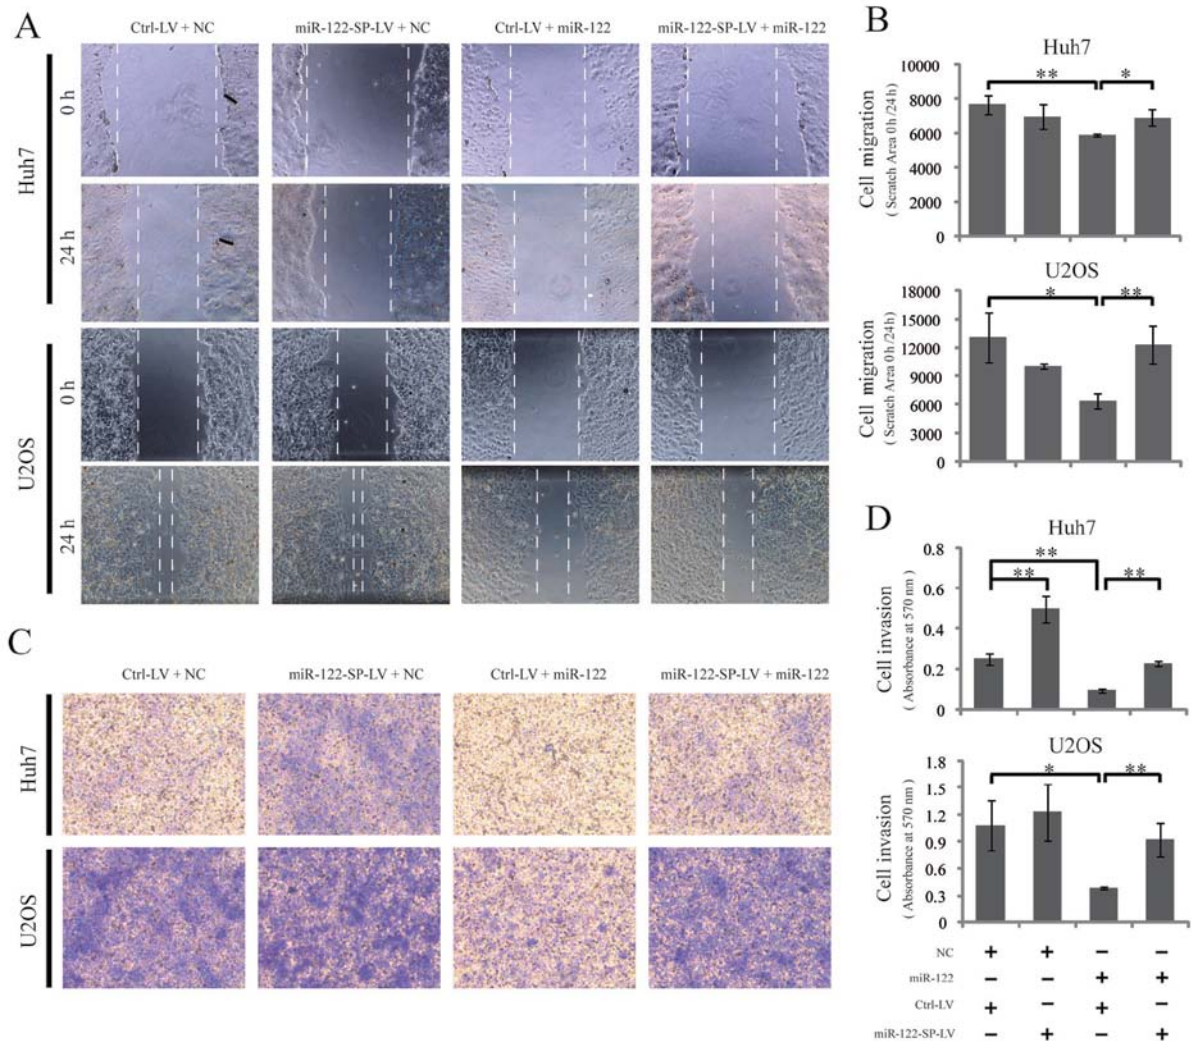 A
Ctrl-LV + NC
miR-122-SP-LV + NC
Ctrl-LV + miR-122
miR-122-SP-LV + miR-122
Huh7
0 h
24 h
U2OS
0 h
24 h
B
Huh7
Cell migration
( Scratch Area 0h /24h )
10000
8000
6000
4000
2000
0
**
*
U2OS
Cell migration
( Scratch Area 0h /24h )
18000
15000
12000
9000
6000
3000
0
*
**
C
Ctrl-LV + NC
miR-122-SP-LV + NC
Ctrl-LV + miR-122
miR-122-SP-LV + miR-122
Huh7
U2OS
D
Huh7
Cell invasion
( Absorbance at 570 nm )
0.8
0.6
0.4
0.2
0
**
**
**
U2OS
Cell invasion
( Absorbance at 570 nm )
1.8
1.5
1.2
0.9
0.6
0.3
0
*
**
NC + + − −
miR-122 − − + +
Ctrl-LV + − + −
miR-122-SP-LV − + − +